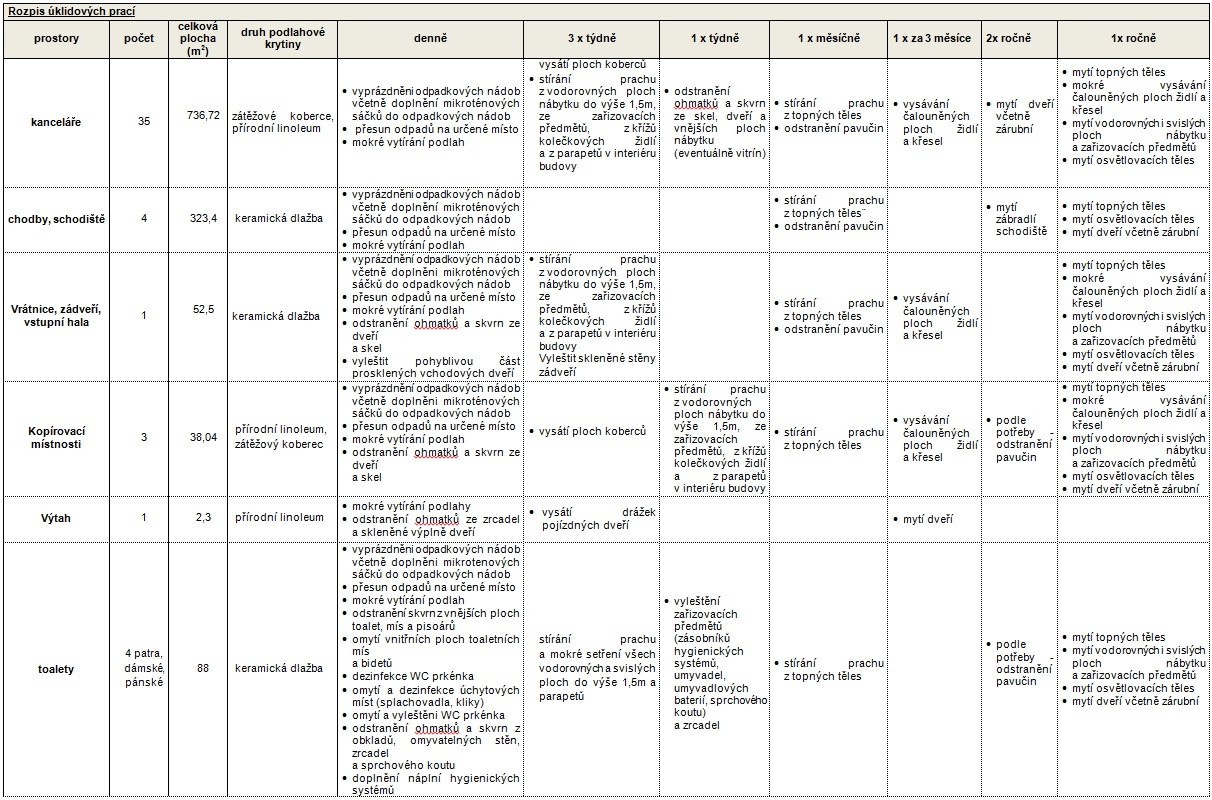 Rozpis úklidových prací
prostory
počet
celková
plocha
(m²)
druh podlahové
krytiny
denně
3 x týdně
1 x týdně
1 x měsíčně
1 x za 3 měsíce
2x ročně
1x ročně
kanceláře
35
736,72
zátěžové koberce,
přírodní linoleum
• vyprázdnění odpadkových nádob
včetně doplnění mikroténových
sáčků do odpadkových nádob
• přesun odpadů na určené místo
• mokré vytírání podlah
vysátí ploch koberců
• stírání prachu
z vodorovných ploch
nábytku do výše 1,5m,
ze zařizovacích
předmětů, z křížů
kolečkových židlí
a z parapetů v interiéru
budovy
• odstranění
ohmatků a skvrn
ze skel, dveří a
vnějších ploch
nábytku
(eventuálně vitrín)
• stírání prachu
z topných těles
• odstranění pavučin
• vysávání
čalouněných
ploch židlí
a křesel
• mytí dveří
včetně
zárubní
• mytí topných těles
• mokré vysávání
čalouněných ploch židlí a
křesel
• mytí vodorovných i svislých
ploch nábytku
a zařizovacích předmětů
• mytí osvětlovacích těles
chodby, schodiště
4
323,4
keramická dlažba
• vyprázdnění odpadkových nádob
včetně doplnění mikroténových
sáčků do odpadkových nádob
• přesun odpadů na určené místo
• mokré vytírání podlah
• stírání prachu
z topných těles¨
• odstranění pavučin
• mytí
zábradlí
schodiště
• mytí topných těles
• mytí osvětlovacích těles
• mytí dveří včetně zárubní
Vrátnice, zádveří,
vstupní hala
1
52,5
keramická dlažba
• vyprázdnění odpadkových nádob
včetně doplněni mikroténových
sáčků do odpadkových nádob
• přesun odpadů na určené místo
• mokré vytírání podlah
• odstranění ohmatků a skvrn ze
dveří
a skel
• vyleštit pohyblivou část
prosklených vchodových dveří
• stírání prachu
z vodorovných ploch
nábytku do výše 1,5m,
ze zařizovacích
předmětů, z křížů
kolečkových židlí
a z parapetů v interiéru
budovy
Vyleštit skleněné stěny
zádveří
• stírání prachu
z topných těles
• odstranění pavučin
• vysávání
čalouněných
ploch židlí
a křesel
• mytí topných těles
• mokré vysávání
čalouněných ploch židlí a
křesel
• mytí vodorovných i svislých
ploch nábytku
a zařizovacích předmětů
• mytí osvětlovacích těles
• mytí dveří včetně zárubní
Kopírovací
místnosti
3
38,04
přírodní linoleum,
zátěžový koberec
• vyprázdnění odpadkových nádob
včetně doplněni mikroténových
sáčků do odpadkových nádob
• přesun odpadů na určené místo
• mokré vytírání podlah
• odstranění ohmatků a skvrn ze
dveří
a skel
• vysátí ploch koberců
• stírání prachu
z vodorovných
ploch nábytku do
výše 1,5m, ze
zařizovacích
předmětů, z křížů
kolečkových židlí
a z parapetů
v interiéru budovy
• stírání prachu
z topných těles
• vysávání
čalouněných
ploch židlí
a křesel
• podle
potřeby -
odstranění
pavučin
• mytí topných těles
• mokré vysávání
čalouněných ploch židlí a
křesel
• mytí vodorovných i svislých
ploch nábytku
a zařizovacích předmětů
• mytí osvětlovacích těles
• mytí dveří včetně zárubní
Výtah
1
2,3
přírodní linoleum
• mokré vytírání podlahy
• odstranění ohmatků ze zrcadel
a skleněné výplně dveří
• vysátí drážek
pojízdných dveří
• mytí dveří
toalety
4 patra,
dámské,
pánské
88
keramická dlažba
• vyprázdnění odpadkových nádob
včetně doplněni mikrotenových
sáčků do odpadkových nádob
• přesun odpadů na určené místo
• mokré vytírání podlah
• odstranění skvrn z vnějších ploch
toalet, mís a pisoárů
• omytí vnitřních ploch toaletních
mís
a bidetů
• dezinfekce WC prkénka
• omytí a dezinfekce úchytových
míst (splachovadla, kliky)
• omytí a vyleštěni WC prkénka
• odstranění ohmatků a skvrn z
obkladů, omyvatelných stěn,
zrcadel
a sprchového koutu
• doplnění náplní hygienických
systémů
stírání prachu
a mokré setření všech
vodorovných a svislých
ploch do výše 1,5m a
parapetů
• vyleštění
zařizovacích
předmětů
(zásobníků
hygienických
systémů,
umyvadel,
umyvadlových
baterií, sprchového
koutu)
a zrcadel
• stírání prachu
z topných těles
• podle
potřeby -
odstranění
pavučin
• mytí topných těles
• mytí vodorovných i svislých
ploch nábytku
a zařizovacích předmětů
• mytí osvětlovacích těles
• mytí dveří včetně zárubní